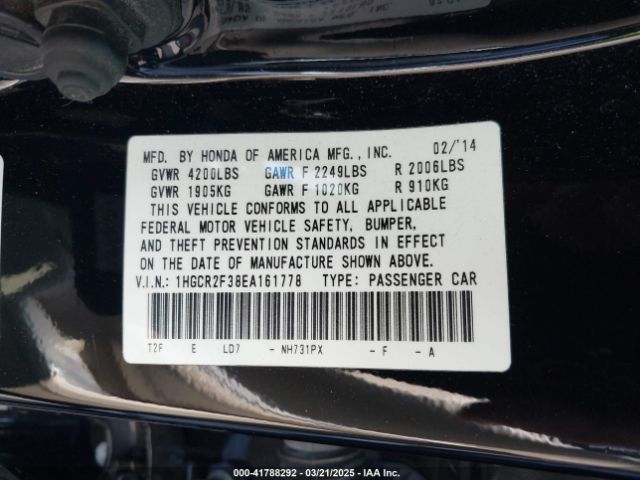 MFD. BY HONDA OF AMERICA MFG., INC. 02/'14
GVWR 4200LBS GAWR F 2249LBS R 2006LBS
GVWR 1905KG GAWR F 1020KG R 910KG
THIS VEHICLE CONFORMS TO ALL APPLICABLE
FEDERAL MOTOR VEHICLE SAFETY, BUMPER,
AND THEFT PREVENTION STANDARDS IN EFFECT
ON THE DATE OF MANUFACTURE SHOWN ABOVE.
V.I.N.: 1HGCR2F38EA161778 TYPE: PASSENGER CAR
T2F E LD7 - NH731PX - F - A
000-41788292 - 03/21/2025 - IAA Inc.